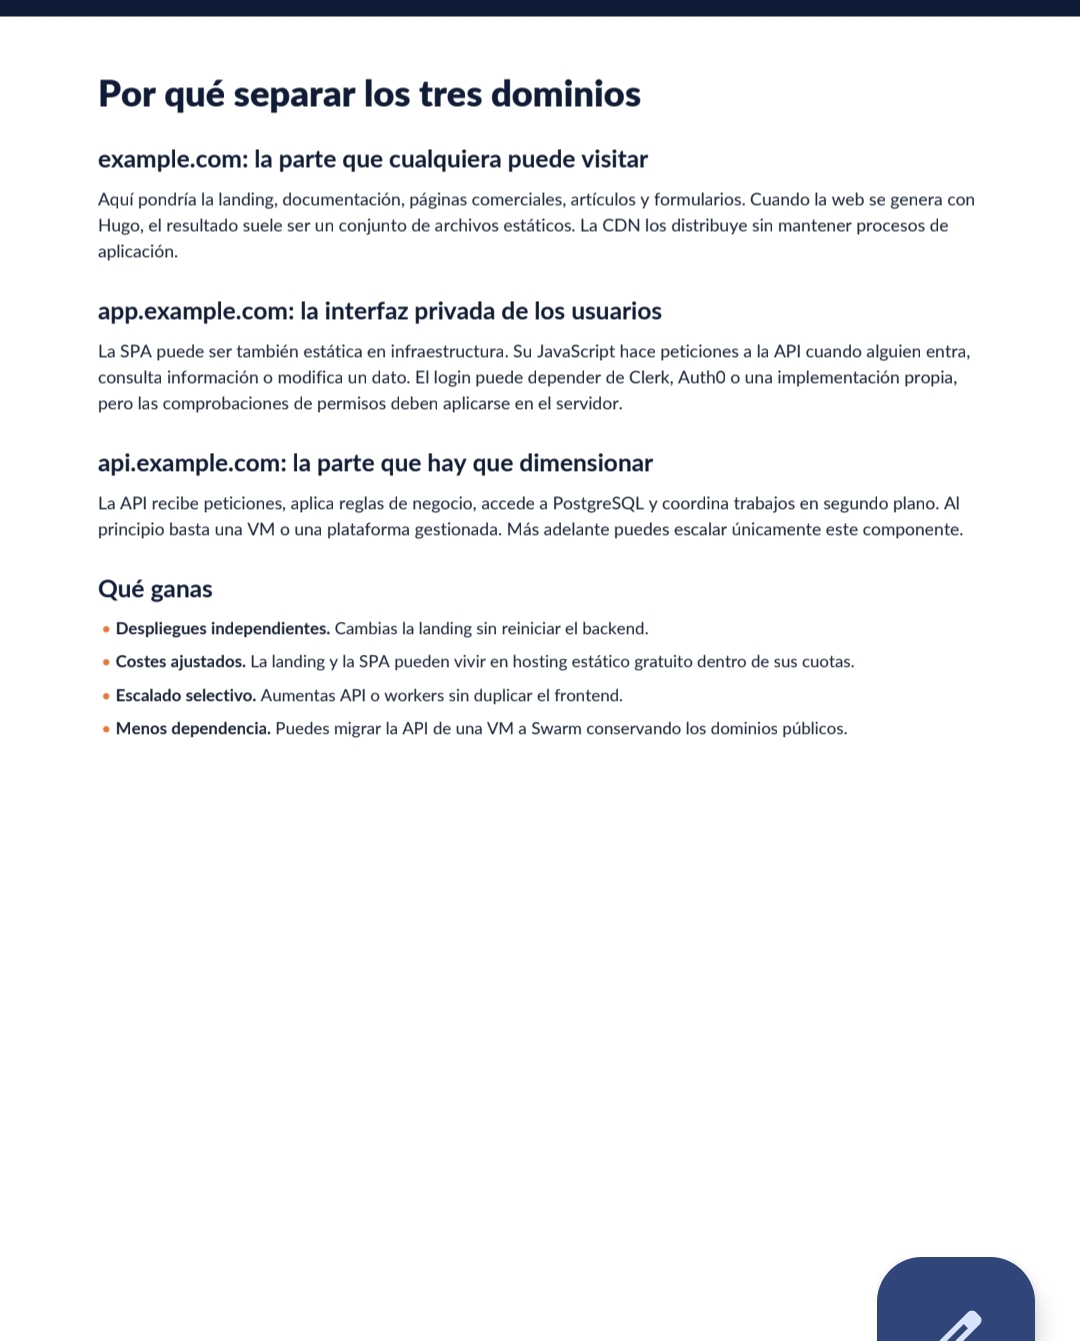 Por qué separar los tres dominios
example.com: la parte que cualquiera puede visitar
Aquí pondría la landing, documentación, páginas comerciales, artículos y formularios. Cuando la web se genera con
Hugo, el resultado suele ser un conjunto de archivos estáticos. La CDN los distribuye sin mantener procesos de
aplicación.
app.example.com: la interfaz privada de los usuarios
La SPA puede ser también estática en infraestructura. Su JavaScript hace peticiones a la API cuando alguien entra,
consulta información o modifica un dato. El login puede depender de Clerk, Auth0 o una implementación propia,
pero las comprobaciones de permisos deben aplicarse en el servidor.
api.example.com: la parte que hay que dimensionar
La API recibe peticiones, aplica reglas de negocio, accede a PostgreSQL y coordina trabajos en segundo plano. Al
principio basta una VM o una plataforma gestionada. Más adelante puedes escalar únicamente este componente.
Qué ganas
• Despliegues independientes. Cambias la landing sin reiniciar el backend.
• Costes ajustados. La landing y la SPA pueden vivir en hosting estático gratuito dentro de sus cuotas.
• Escalado selectivo. Aumentas API o workers sin duplicar el frontend.
• Menos dependencia. Puedes migrar la API de una VM a Swarm conservando los dominios públicos.